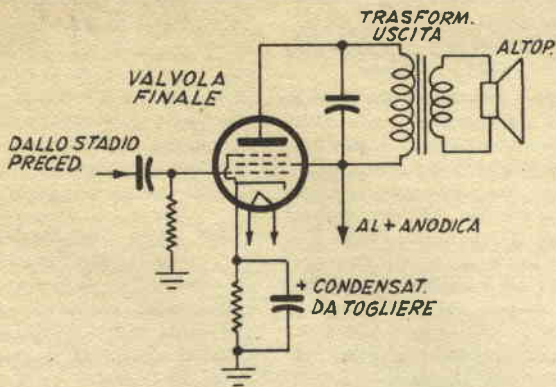 TRASFORM.
USCITA
ALTOP.
VALVOLA
FINALE
DALLO STADIO
PRECED.
AL + ANODICA
+ CONDENSAT.
DA TOGLIERE